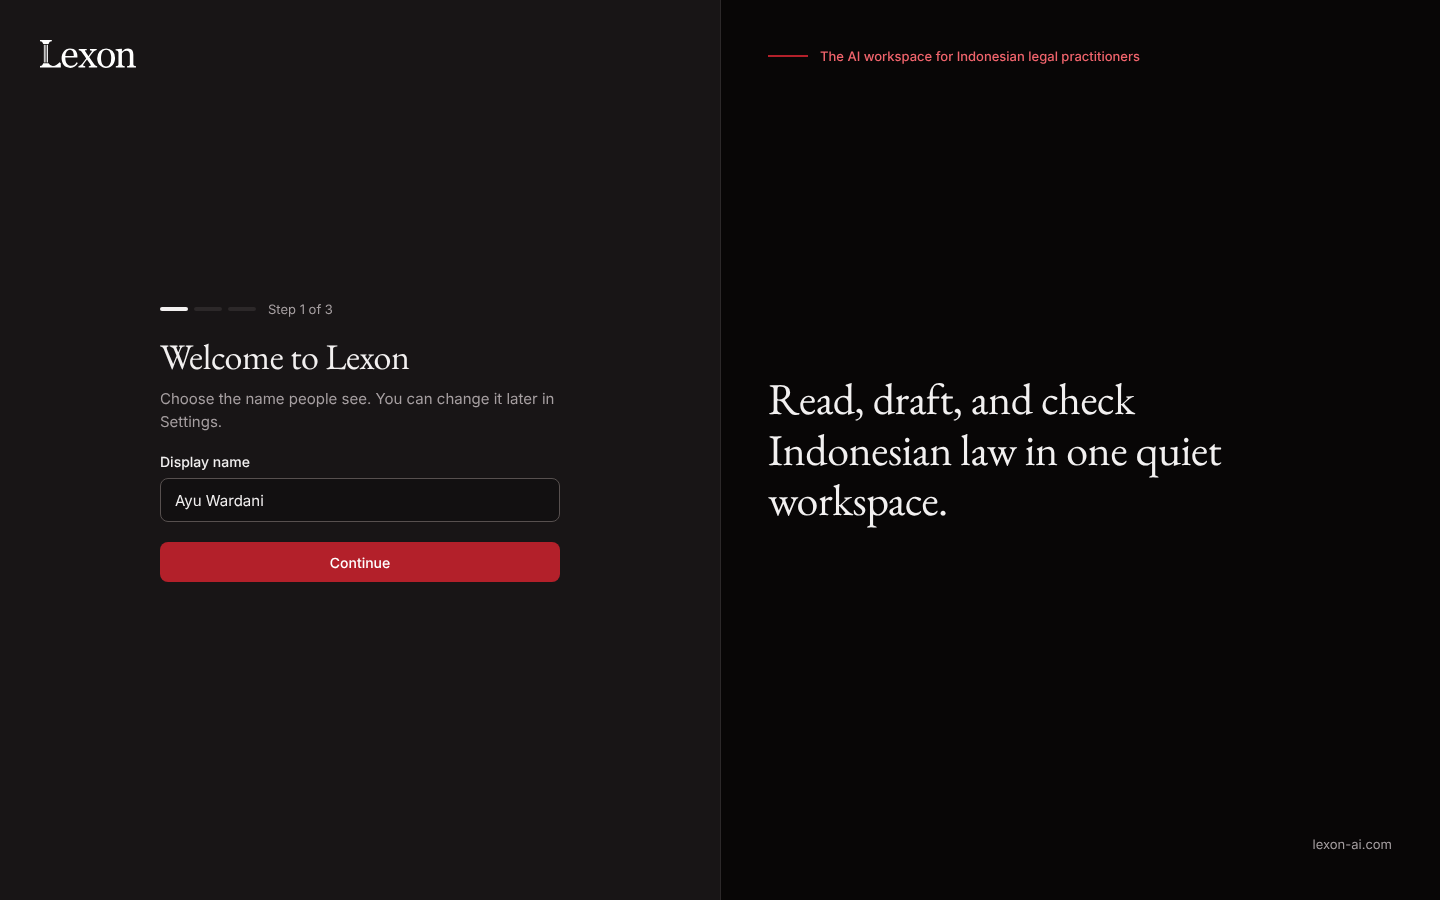 Lexon
Step 1 of 3
Welcome to Lexon
Choose the name people see. You can change it later in
Settings.
Display name
Ayu Wardani
Continue
The AI workspace for Indonesian legal practitioners
Read, draft, and check
Indonesian law in one quiet
workspace.
lexon-ai.com